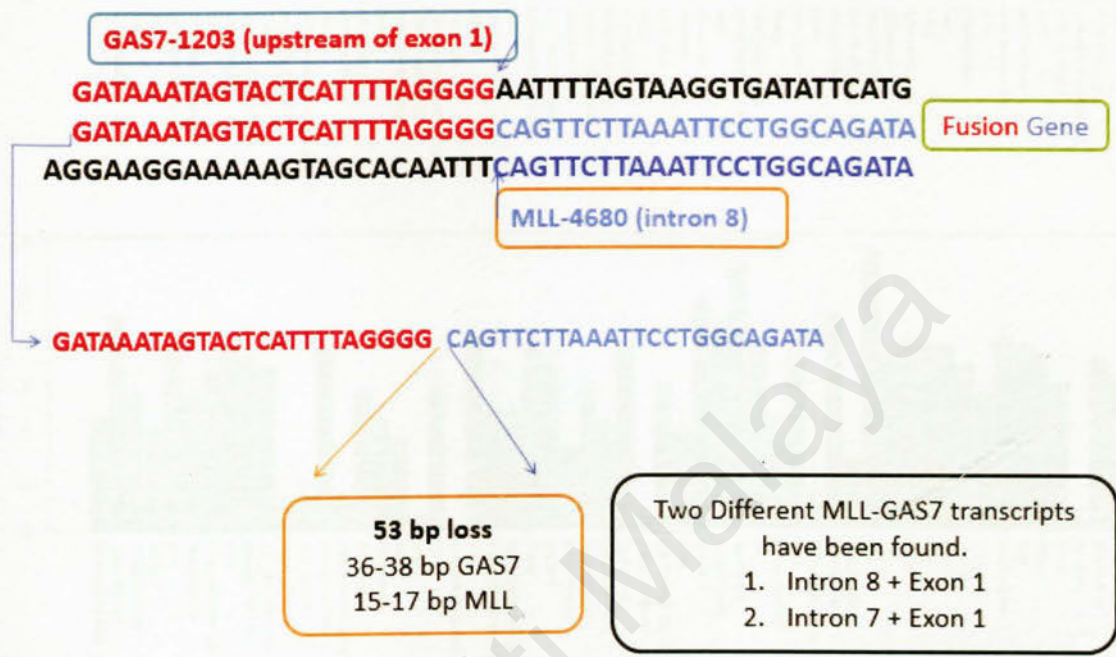 GAS7-1203 (upstream of exon 1)
GATAAATAGTACTCATTTTAGGGGAATTTTAGTAAGGTGATATTCATG
GATAAATAGTACTCATTTTAGGGGCAGTTCTTAAATTCCTGGCAGATA
Fusion Gene
AGGAAGGAAAAAGTAGCACAATTTCAGTTCTTAAATTCCTGGCAGATA
MLL-4680 (intron 8)
GATAAATAGTACTCATTTTAGGGG CAGTTCTTAAATTCCTGGCAGATA
53 bp loss
36-38 bp GAS7
15-17 bp MLL
Two Different MLL-GAS7 transcripts
have been found.
1. Intron 8 + Exon 1
2. Intron 7 + Exon 1
ti Malaya